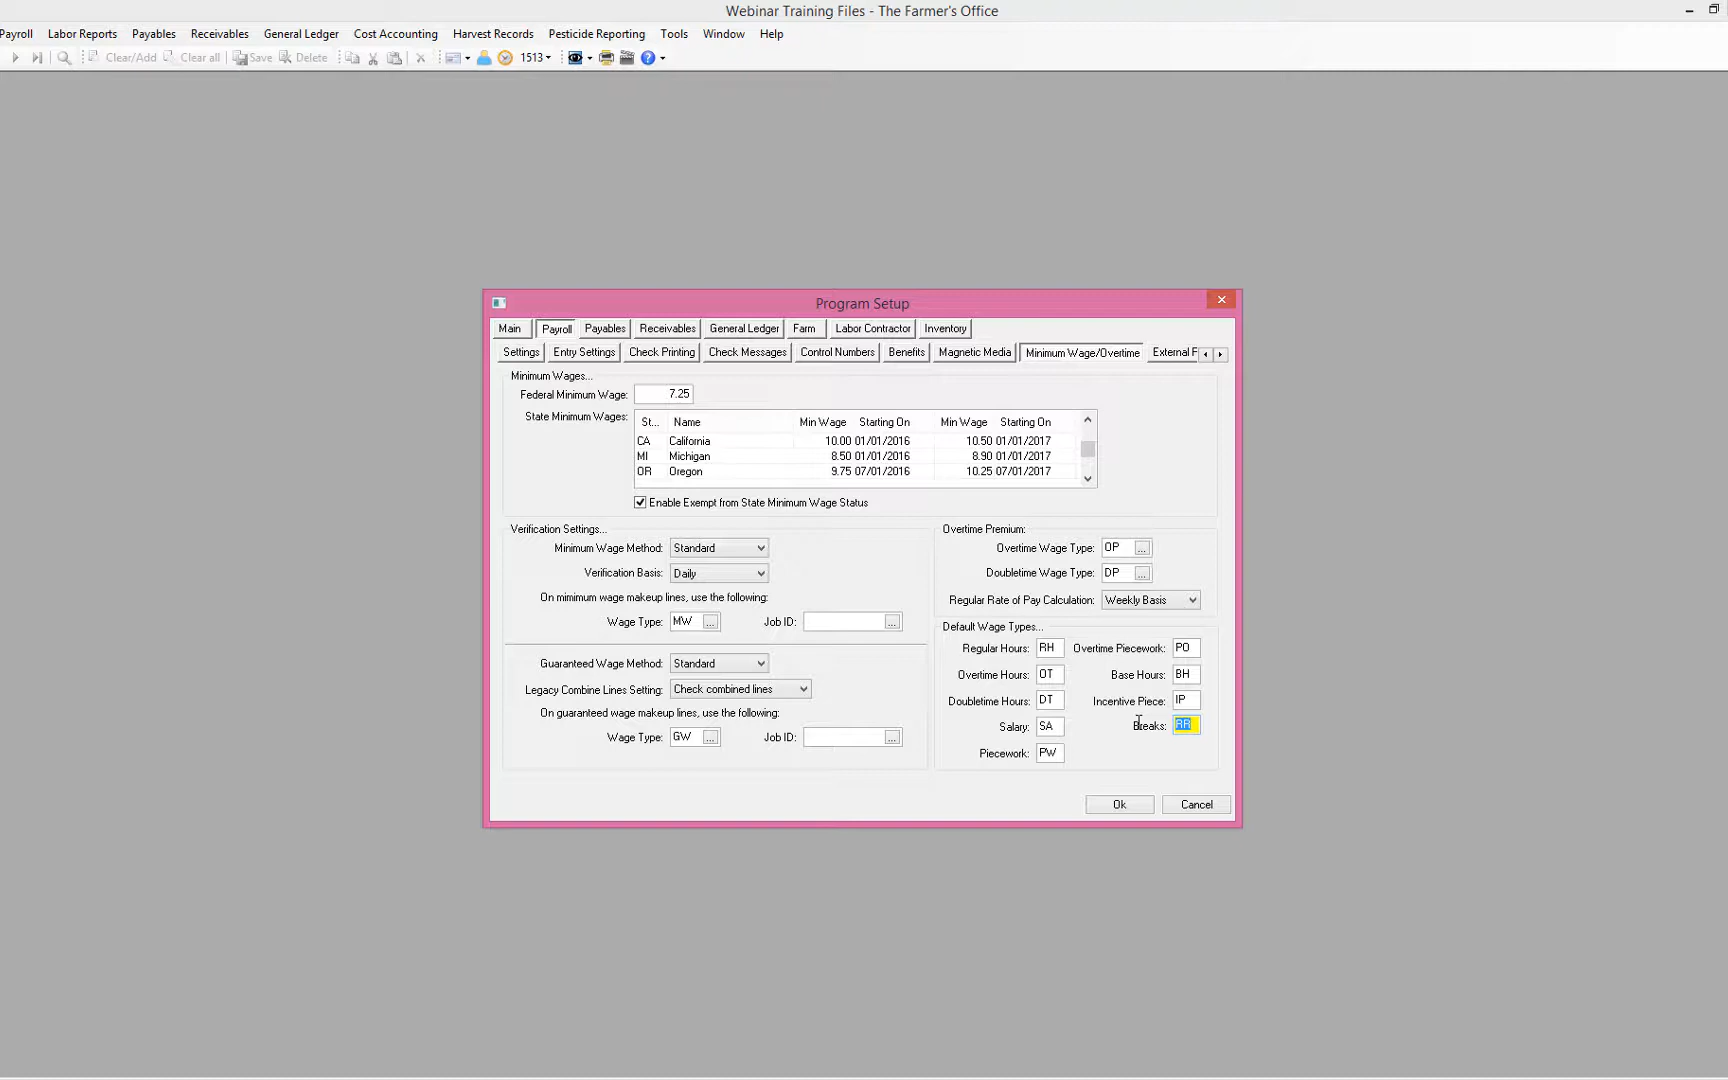 Webinar Training Files - The Farmer's Office
Payroll Labor Reports Payables Receivables General Ledger Cost Accounting Harvest Records Pesticide Reporting Tools Window Help
Clear/Add Clear all Save Delete 1513
Program Setup
Main Payroll Payables Receivables General Ledger Farm Labor Contractor Inventory
Settings Entry Settings Check Printing Check Messages Control Numbers Benefits Magnetic Media Minimum Wage/Overtime External F
Minimum Wages...
Federal Minimum Wage: 7.25
State Minimum Wages: St... Name Min Wage Starting On Min Wage Starting On
CA California 10.00 01/01/2016 10.50 01/01/2017
MI Michigan 8.50 01/01/2016 8.90 01/01/2017
OR Oregon 9.75 07/01/2016 10.25 07/01/2017
Enable Exempt from State Minimum Wage Status
Verification Settings...
Minimum Wage Method: Standard
Verification Basis: Daily
On minimum wage makeup lines, use the following:
Wage Type: MW ... Job ID: ...
Guaranteed Wage Method: Standard
Legacy Combine Lines Setting: Check combined lines
On guaranteed wage makeup lines, use the following:
Wage Type: GW ... Job ID: ...
Overtime Premium:
Overtime Wage Type: OP ...
Doubletime Wage Type: DP ...
Regular Rate of Pay Calculation: Weekly Basis
Default Wage Types...
Regular Hours: RH Overtime Piecework: PO
Overtime Hours: OT Base Hours: BH
Doubletime Hours: DT Incentive Piece: IP
Salary: SA Breaks: RR
Piecework: PW
Ok Cancel